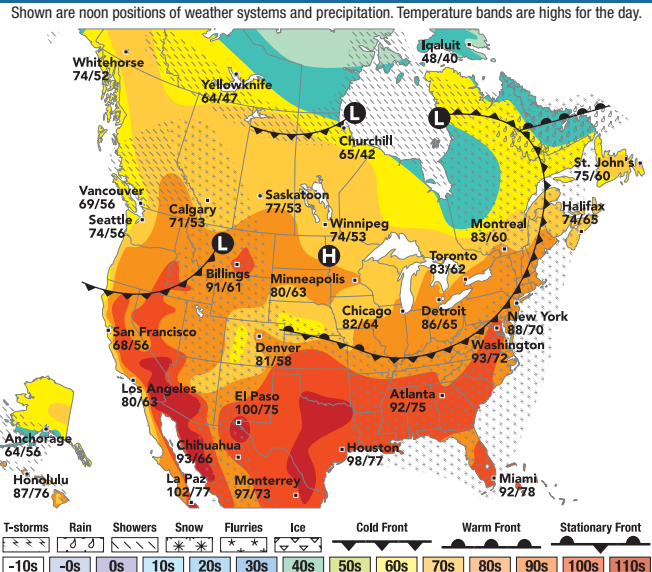 Shown are noon positions of weather systems and precipitation. Temperature bands are highs for the day.
Iqaluit
48/40
Whitehorse
74/52
Yellowknife
64/47
L
L
Churchill
65/42
St. John's
75/60
Vancouver
69/56
Saskatoon
77/53
Calgary
71/53
Halifax
74/65
Seattle
74/56
Winnipeg
74/53
Montreal
83/60
L
H
Toronto
83/62
Billings
91/61
Minneapolis
80/63
Chicago
82/64
Detroit
86/65
New York
88/70
San Francisco
68/56
Denver
81/58
Washington
93/72
Los Angeles
80/63
El Paso
100/75
Atlanta
92/75
Anchorage
64/56
Chihuahua
93/66
Houston
98/77
Honolulu
87/76
La Paz
102/77
Monterrey
97/73
Miami
92/78
T-storms Rain Showers Snow Flurries Ice Cold Front Warm Front Stationary Front
-10s -0s 0s 10s 20s 30s 40s 50s 60s 70s 80s 90s 100s 110s